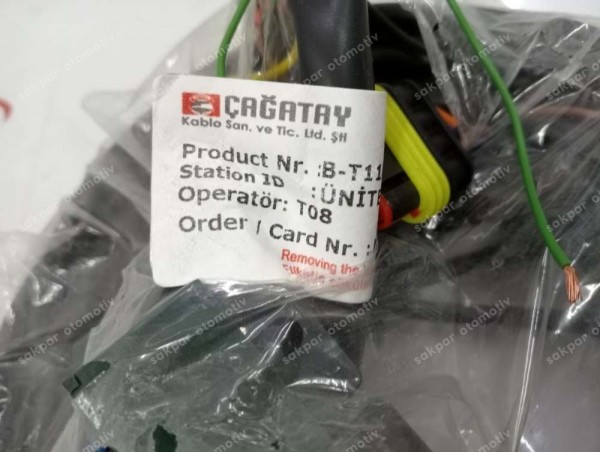 ÇAĞATAY
Kablo San. ve Tic. Ltd. Şti
Product Nr. :B-T11
Station ID :ÜNİTE
Operatör: T08
Order / Card Nr. :
Removing the
sakpar otomotiv